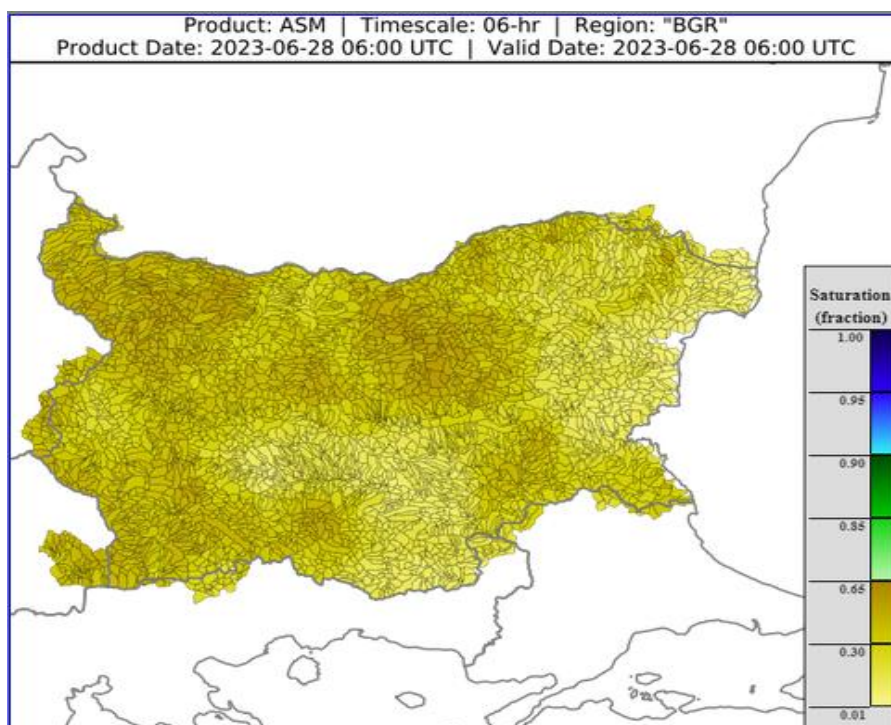 Product: ASM | Timescale: 06-hr | Region: "BGR"
Product Date: 2023-06-28 06:00 UTC | Valid Date: 2023-06-28 06:00 UTC
Saturation
(fraction)
1.00
0.95
0.90
0.85
0.65
0.30
0.01